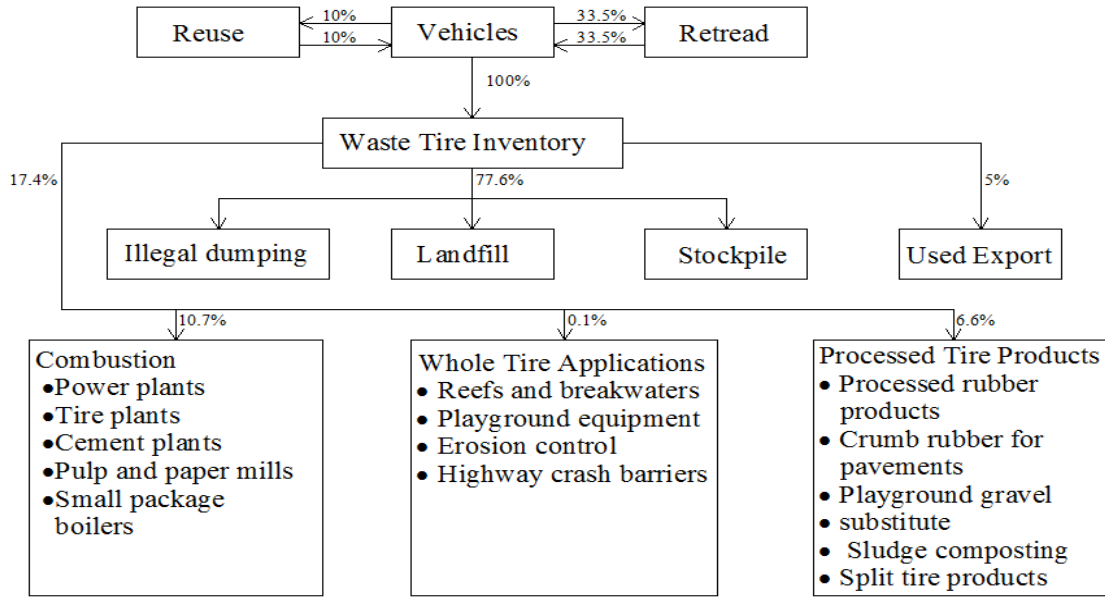 10%
33.5%
Reuse
Vehicles
Retread
10%
33.5%
100%
Waste Tire Inventory
17.4%
77.6%
5%
Illegal dumping
Landfill
Stockpile
Used Export
10.7%
0.1%
6.6%
Combustion
●Power plants
●Tire plants
●Cement plants
●Pulp and paper mills
●Small package
boilers
Whole Tire Applications
● Reefs and breakwaters
● Playground equipment
● Erosion control
● Highway crash barriers
Processed Tire Products
● Processed rubber
products
● Crumb rubber for
pavements
● Playground gravel
● substitute
● Sludge composting
● Split tire products